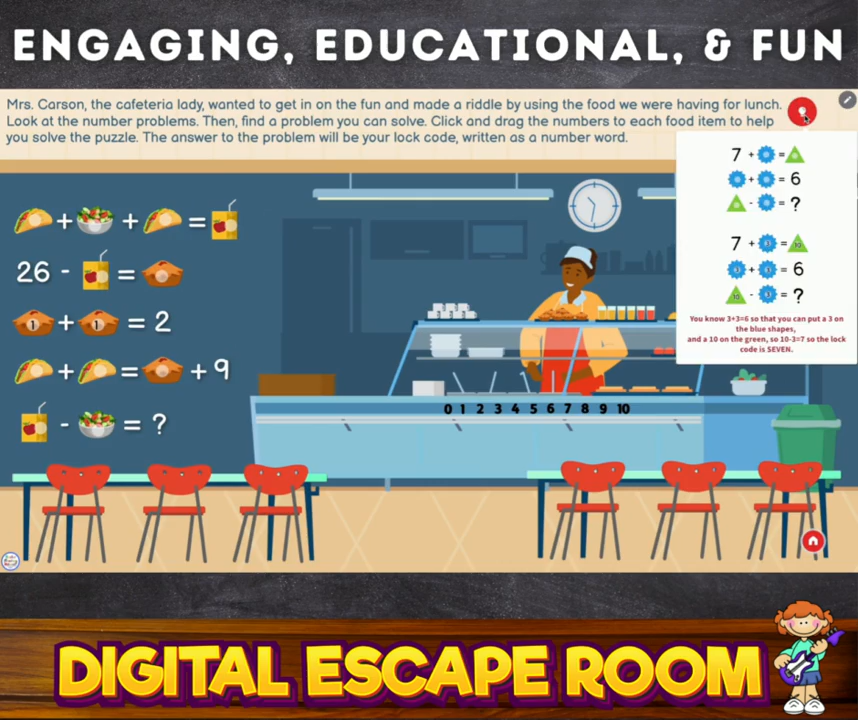 ENGAGING, EDUCATIONAL, & FUN
Mrs. Carson, the cafeteria lady, wanted to get in on the fun and made a riddle by using the food we were having for lunch.
Look at the number problems. Then, find a problem you can solve. Click and drag the numbers to each food item to help
you solve the puzzle. The answer to the problem will be your lock code, written as a number word.
+ + =
26 - =
1 + 1 = 2
+ = + 9
- = ?
7 + =
+ = 6
- = ?
7 + 3 = 10
3 + 3 = 6
10 - 3 = ?
You know 3+3=6 so that you can put a 3 on
the blue shapes,
and a 10 on the green, so 10-3=7 so the lock
code is SEVEN.
0 1 2 3 4 5 6 7 8 9 10
DIGITAL ESCAPE ROOM